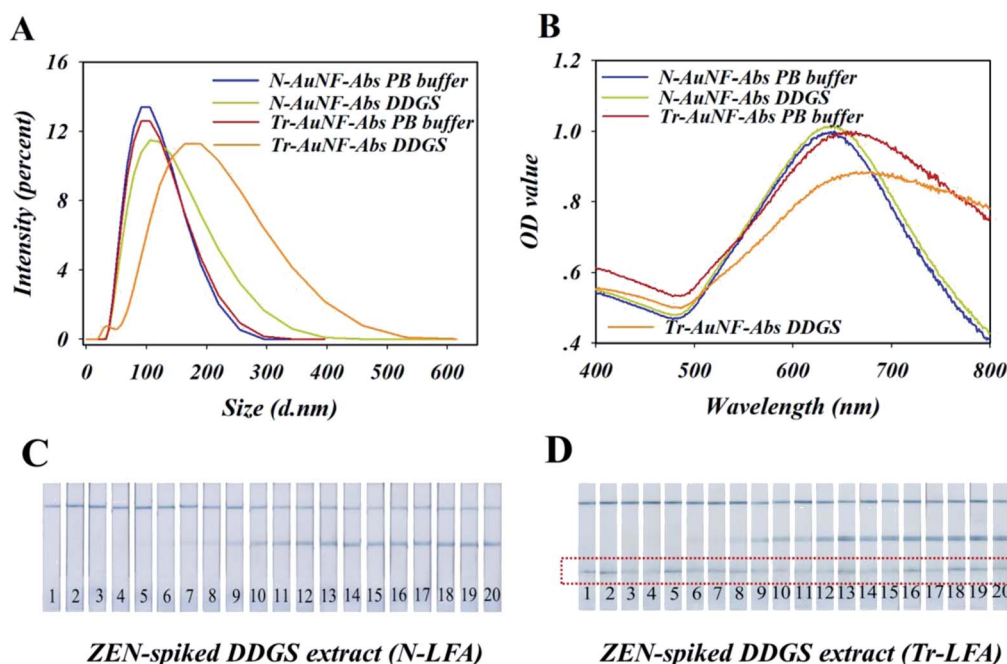 A
N-AuNF-Abs PB buffer
N-AuNF-Abs DDGS
Tr-AuNF-Abs PB buffer
Tr-AuNF-Abs DDGS
Intensity (percent)
16
12
8
4
0
0 100 200 300 400 500 600
Size (d.nm)
B
N-AuNF-Abs PB buffer
N-AuNF-Abs DDGS
Tr-AuNF-Abs PB buffer
Tr-AuNF-Abs DDGS
OD value
1.2
1.0
.8
.6
.4
400 500 600 700 800
Wavelength (nm)
C
1 2 3 4 5 6 7 8 9 10 11 12 13 14 15 16 17 18 19 20
ZEN-spiked DDGS extract (N-LFA)
D
1 2 3 4 5 6 7 8 9 10 11 12 13 14 15 16 17 18 19 20
ZEN-spiked DDGS extract (Tr-LFA)